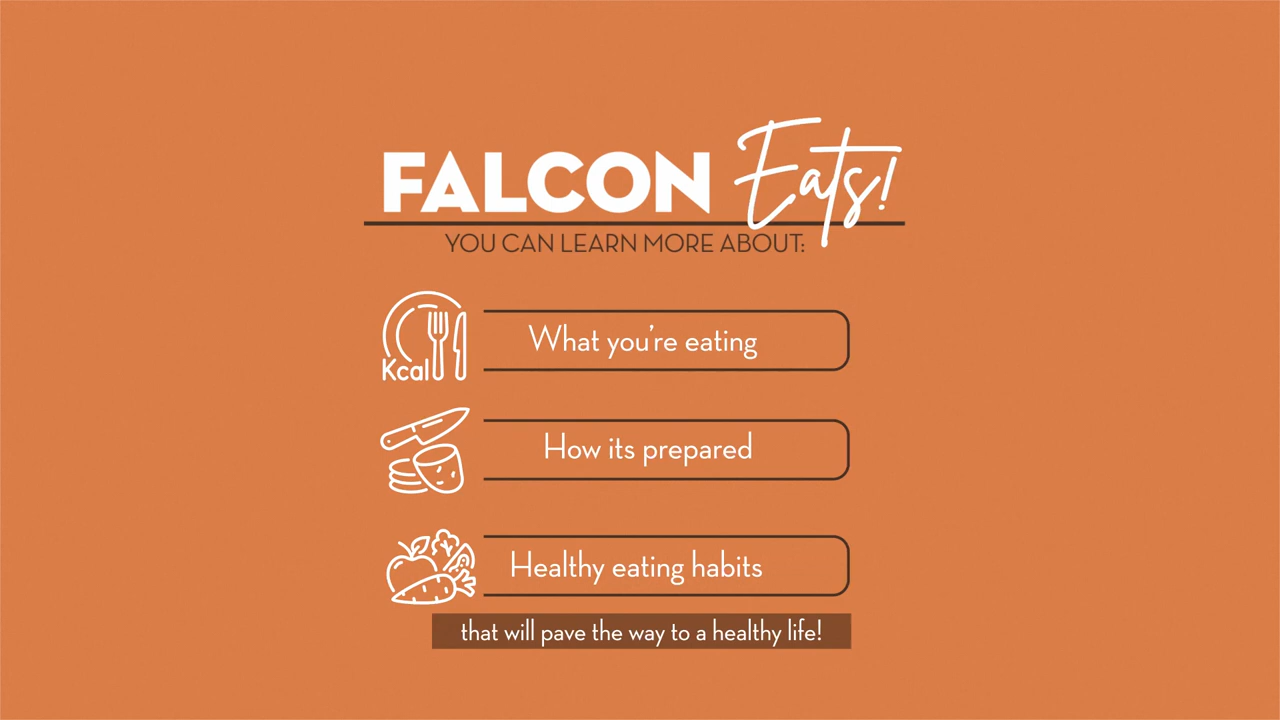 FALCON Eats!
YOU CAN LEARN MORE ABOUT:
Kcal
What you're eating
How its prepared
Healthy eating habits
that will pave the way to a healthy life!